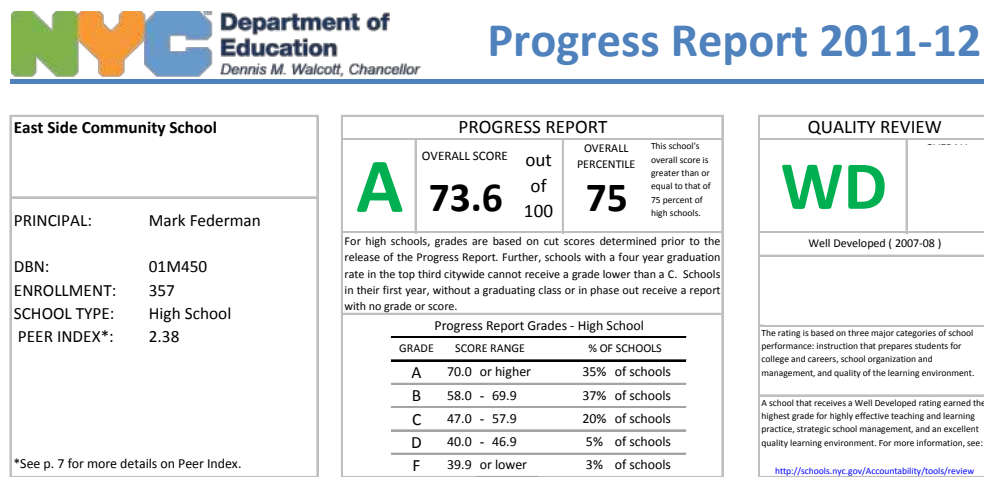 NYC
Department of
Education
Dennis M. Walcott, Chancellor
Progress Report 2011-12
East Side Community School
PRINCIPAL: Mark Federman
DBN: 01M450
ENROLLMENT: 357
SCHOOL TYPE: High School
PEER INDEX*: 2.38
*See p. 7 for more details on Peer Index.
PROGRESS REPORT
A
OVERALL SCORE
73.6
out
of
100
OVERALL
PERCENTILE
75
This school's
overall score is
greater than or
equal to that of
75 percent of
high schools.
For high schools, grades are based on cut scores determined prior to the
release of the Progress Report. Further, schools with a four year graduation
rate in the top third citywide cannot receive a grade lower than a C. Schools
in their first year, without a graduating class or in phase out receive a report
with no grade or score.
Progress Report Grades - High School
GRADE SCORE RANGE % OF SCHOOLS
A 70.0 or higher 35% of schools
B 58.0 - 69.9 37% of schools
C 47.0 - 57.9 20% of schools
D 40.0 - 46.9 5% of schools
F 39.9 or lower 3% of schools
QUALITY REVIEW
WD
Well Developed ( 2007-08 )
The rating is based on three major categories of school
performance: instruction that prepares students for
college and careers, school organization and
management, and quality of the learning environment.
A school that receives a Well Developed rating earned the
highest grade for highly effective teaching and learning
practice, strategic school management, and an excellent
quality learning environment. For more information, see:
http://schools.nyc.gov/Accountability/tools/review